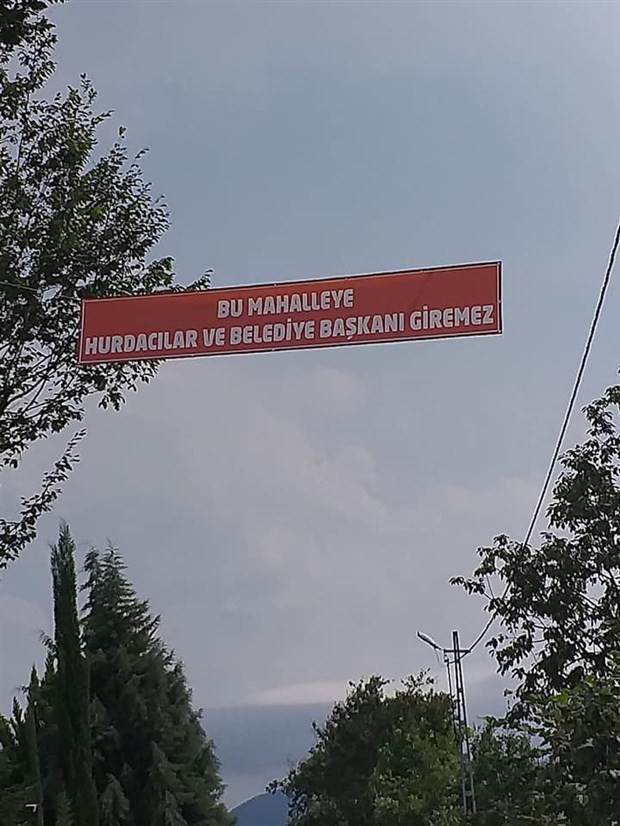 BU MAHALLEYE
HURDACILAR VE BELEDİYE BAŞKANI GİREMEZ